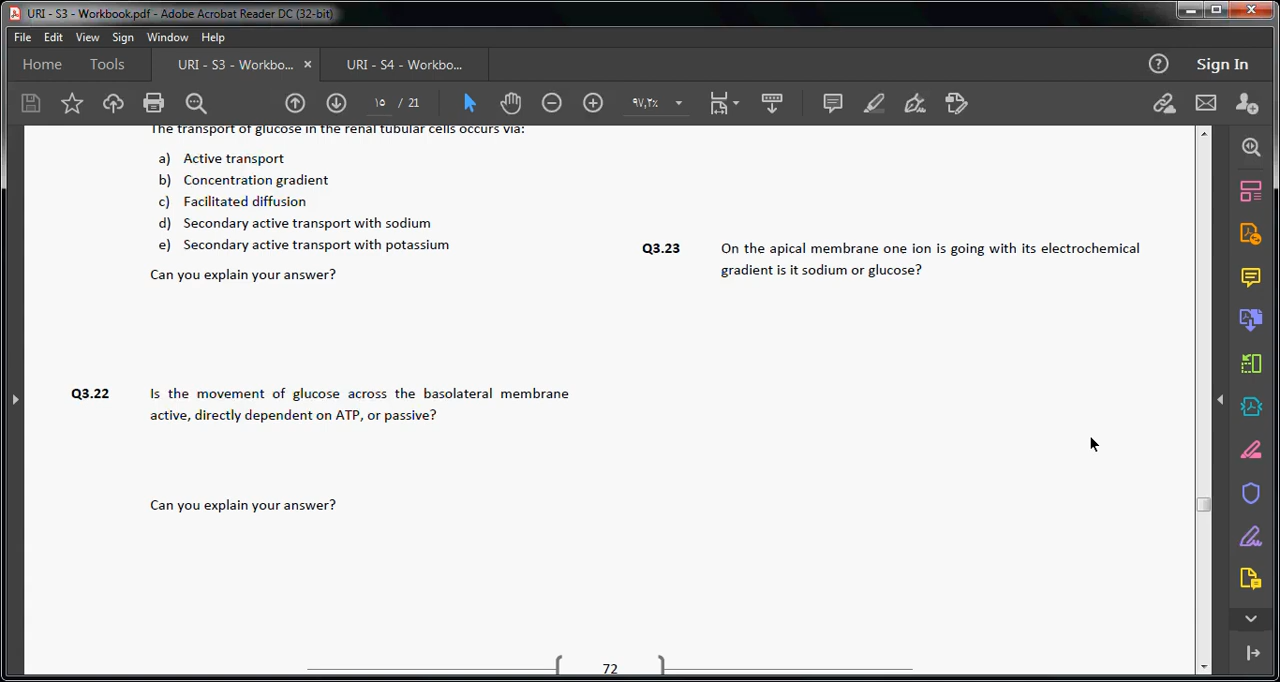 URI - S3 - Workbook.pdf - Adobe Acrobat Reader DC (32-bit)
File Edit View Sign Window Help
Home Tools URI - S3 - Workbo... × URI - S4 - Workbo... Sign In
١٥ / 21 ٩٧,٢٪
The transport of glucose in the renal tubular cells occurs via:
a) Active transport
b) Concentration gradient
c) Facilitated diffusion
d) Secondary active transport with sodium
e) Secondary active transport with potassium
Can you explain your answer?
Q3.22 Is the movement of glucose across the basolateral membrane
active, directly dependent on ATP, or passive?
Can you explain your answer?
Q3.23 On the apical membrane one ion is going with its electrochemical
gradient is it sodium or glucose?
72